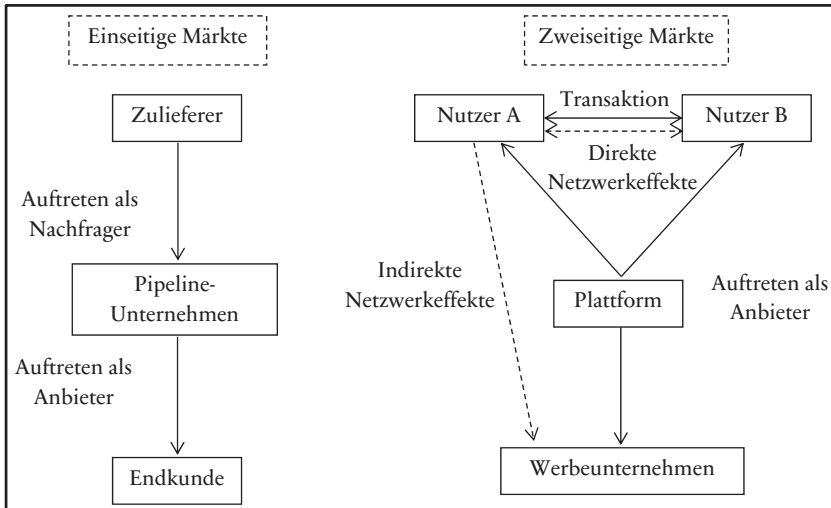 Einseitige Märkte
Zulieferer
Auftreten als
Nachfrager
Pipeline-
Unternehmen
Auftreten als
Anbieter
Endkunde
Zweiseitige Märkte
Nutzer A
Transaktion
Nutzer B
Direkte
Netzwerkeffekte
Indirekte
Netzwerkeffekte
Plattform
Auftreten als
Anbieter
Werbeunternehmen